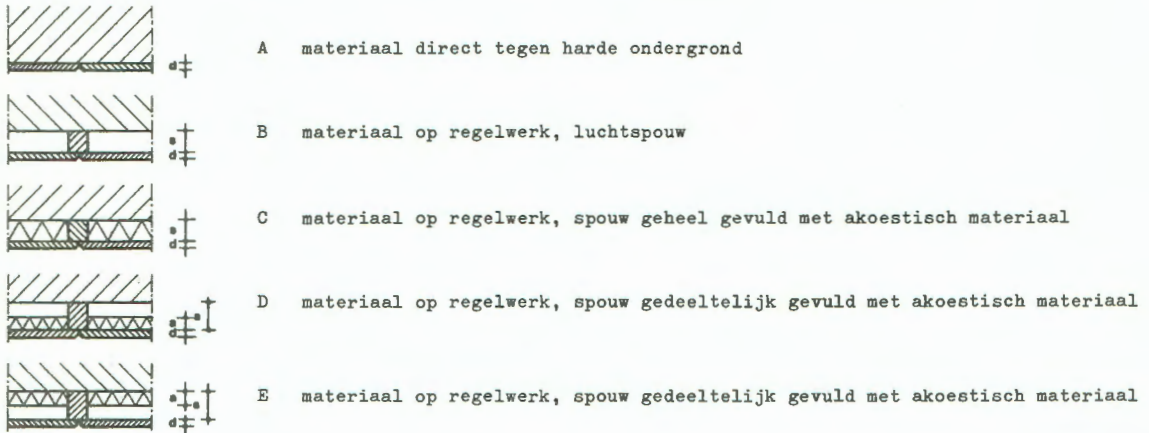 A materiaal direct tegen harde ondergrond
d
B materiaal op regelwerk, luchtspouw
s
d
C materiaal op regelwerk, spouw geheel gevuld met akoestisch materiaal
s
d
D materiaal op regelwerk, spouw gedeeltelijk gevuld met akoestisch materiaal
d
E materiaal op regelwerk, spouw gedeeltelijk gevuld met akoestisch materiaal
d